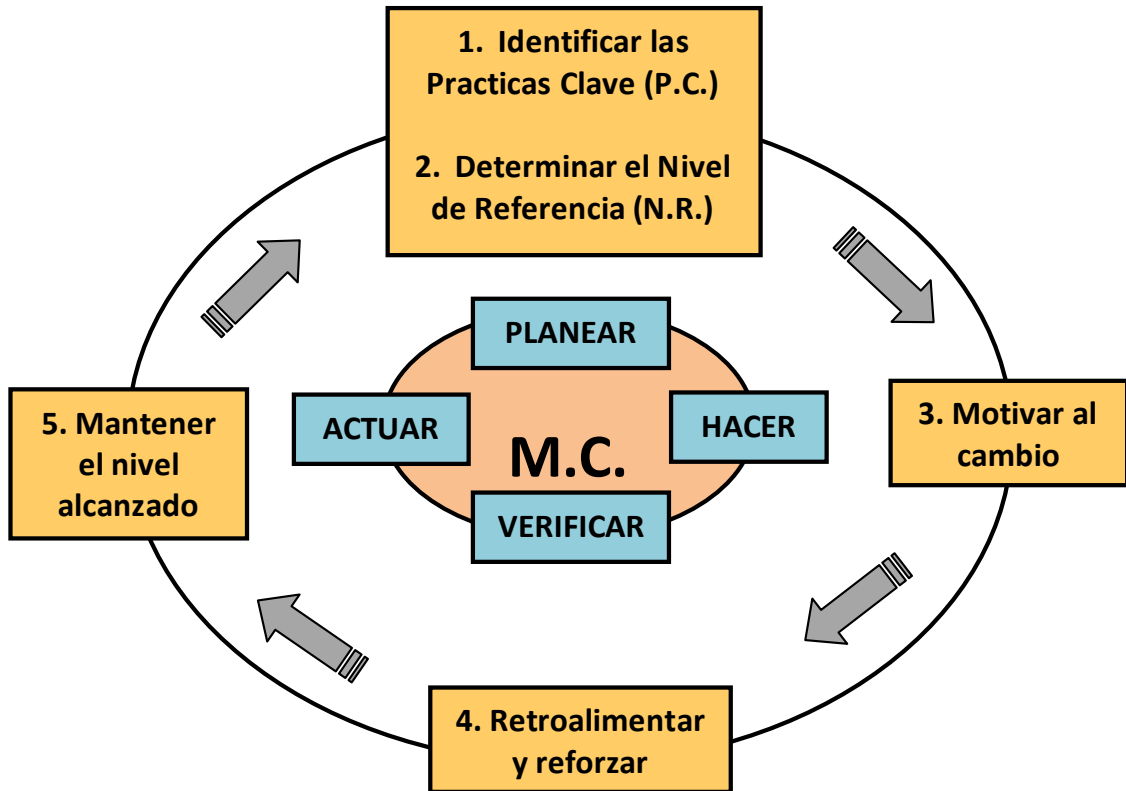 1. Identificar las
Practicas Clave (P.C.)
2. Determinar el Nivel
de Referencia (N.R.)
PLANEAR
ACTUAR
HACER
M.C.
VERIFICAR
3. Motivar al
cambio
4. Retroalimentar
y reforzar
5. Mantener
el nivel
alcanzado